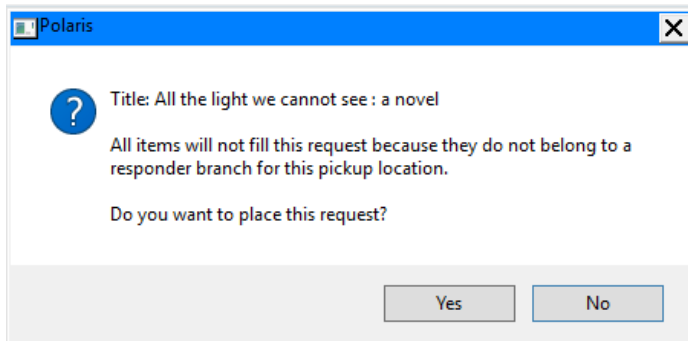 Polaris
Title: All the light we cannot see : a novel
All items will not fill this request because they do not belong to a
responder branch for this pickup location.
Do you want to place this request?
Yes
No